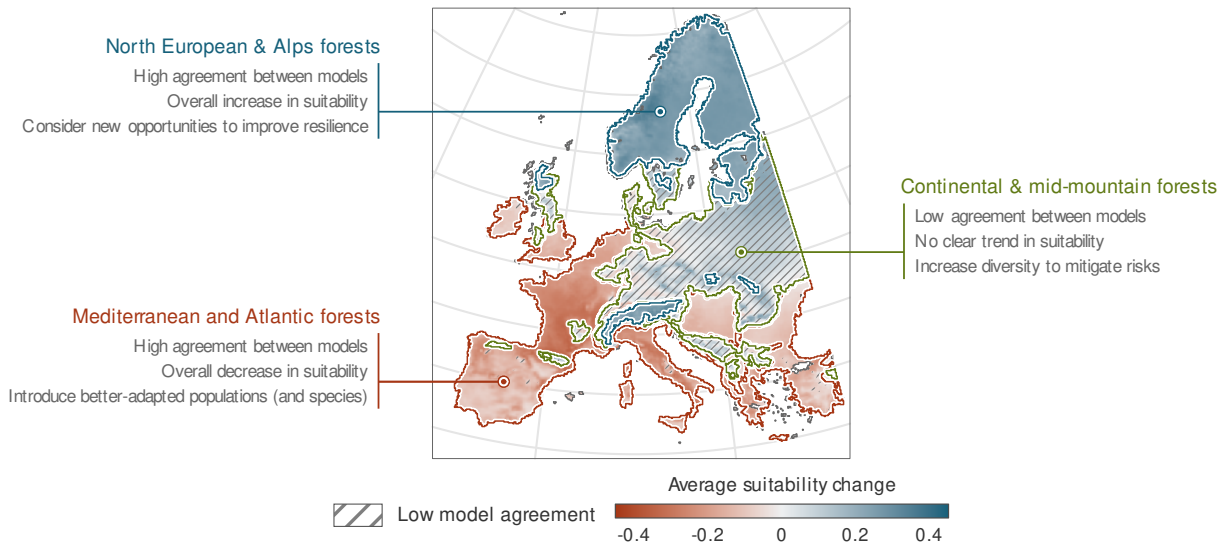 North European & Alps forests
High agreement between models
Overall increase in suitability
Consider new opportunities to improve resilience
Continental & mid-mountain forests
Low agreement between models
No clear trend in suitability
Increase diversity to mitigate risks
Mediterranean and Atlantic forests
High agreement between models
Overall decrease in suitability
Introduce better-adapted populations (and species)
Average suitability change
Low model agreement
-0.4 -0.2 0 0.2 0.4